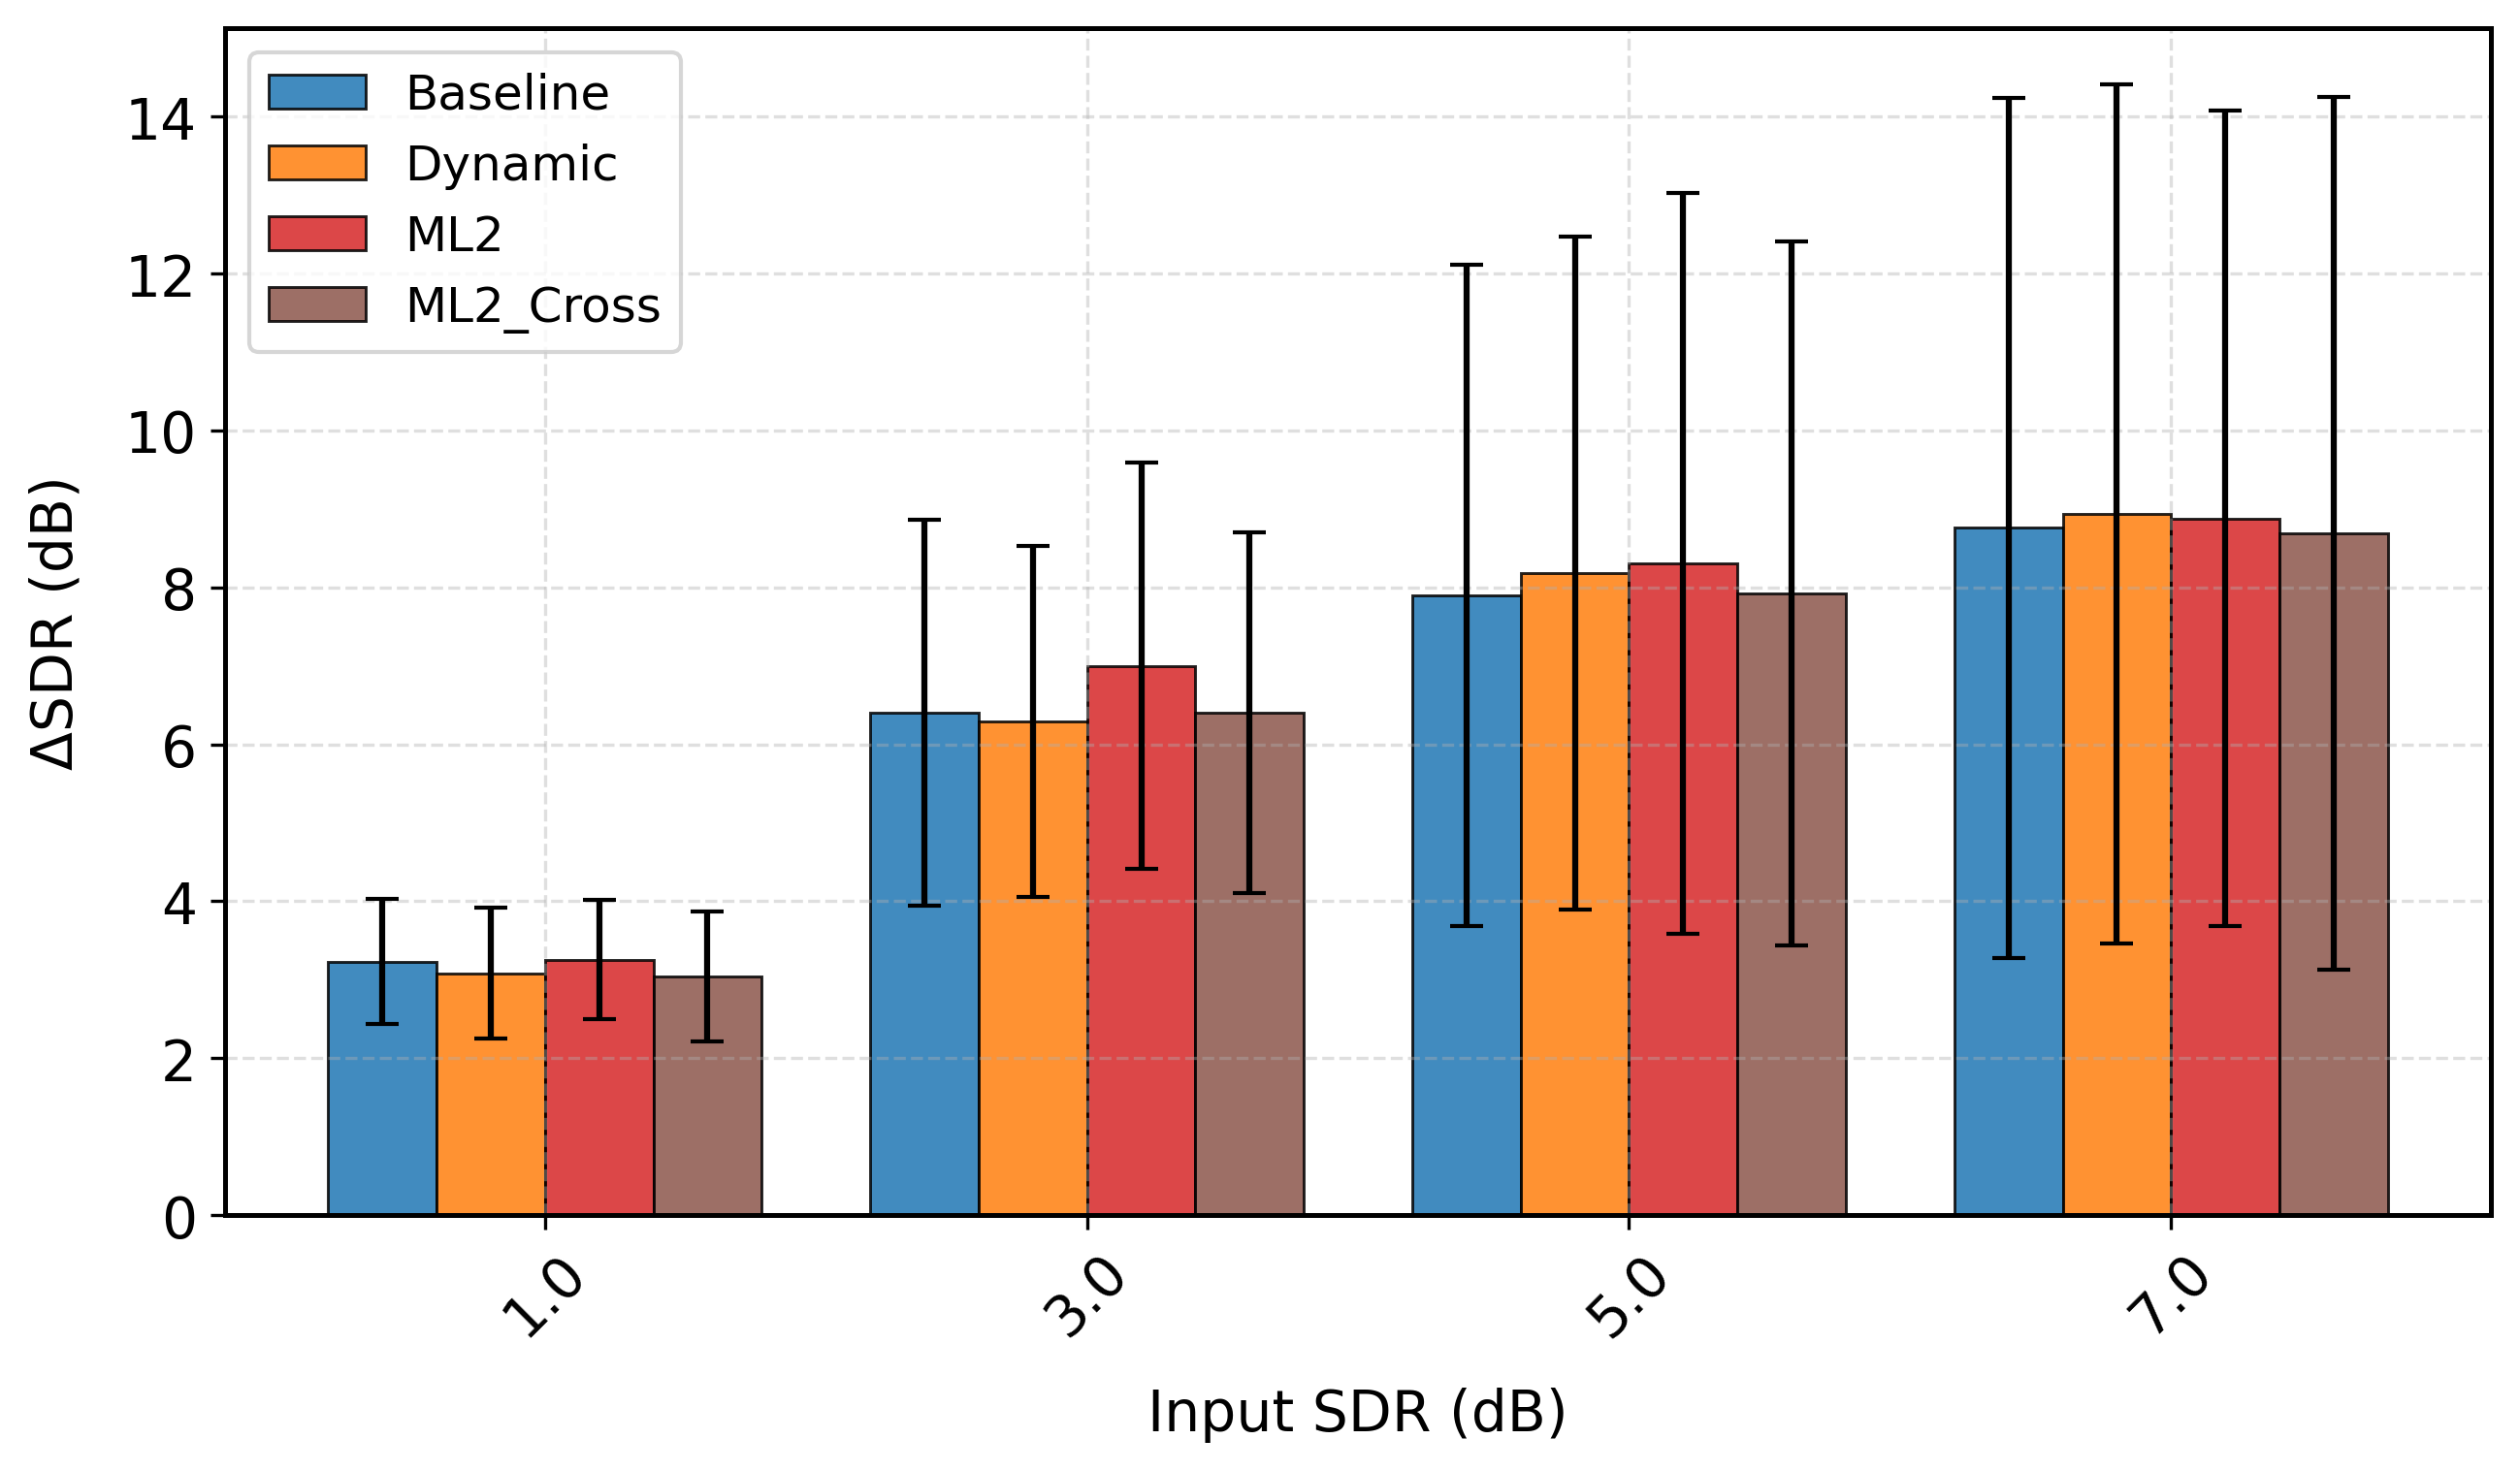 Baseline
Dynamic
ML2
ML2_Cross
ΔSDR (dB)
14
12
10
8
6
4
2
0
1.0
3.0
5.0
7.0
Input SDR (dB)